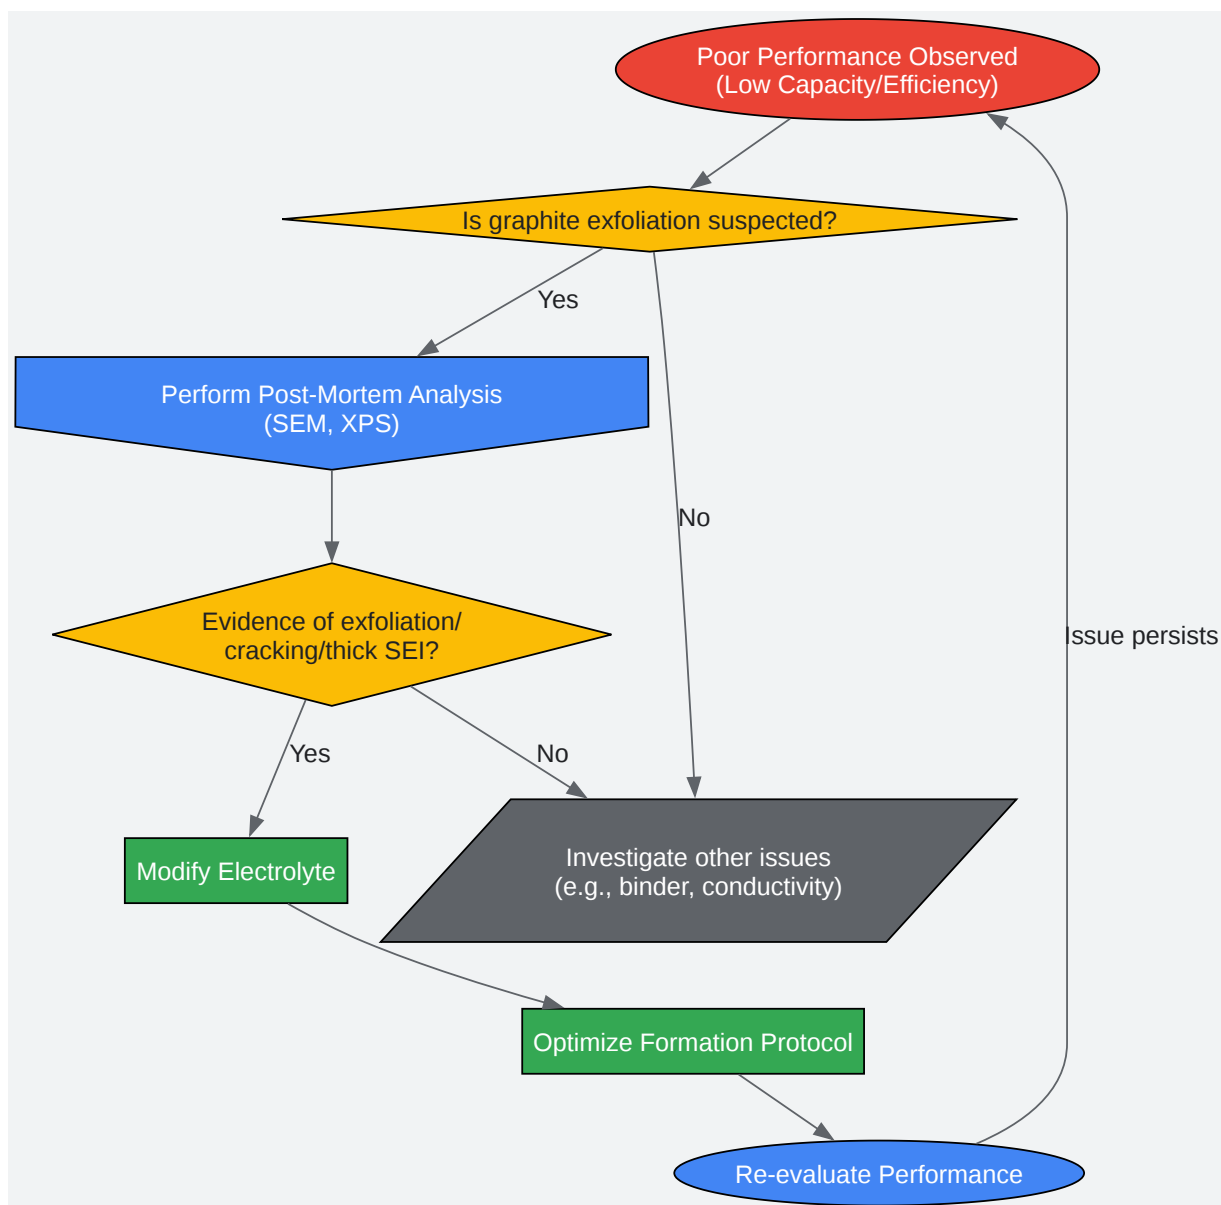 Poor Performance Observed
(Low Capacity/Efficiency)
Is graphite exfoliation suspected?
Yes
Perform Post-Mortem Analysis
(SEM, XPS)
No
Evidence of exfoliation/
cracking/thick SEI?
Issue persists
Yes
No
Modify Electrolyte
Investigate other issues
(e.g., binder, conductivity)
Optimize Formation Protocol
Re-evaluate Performance